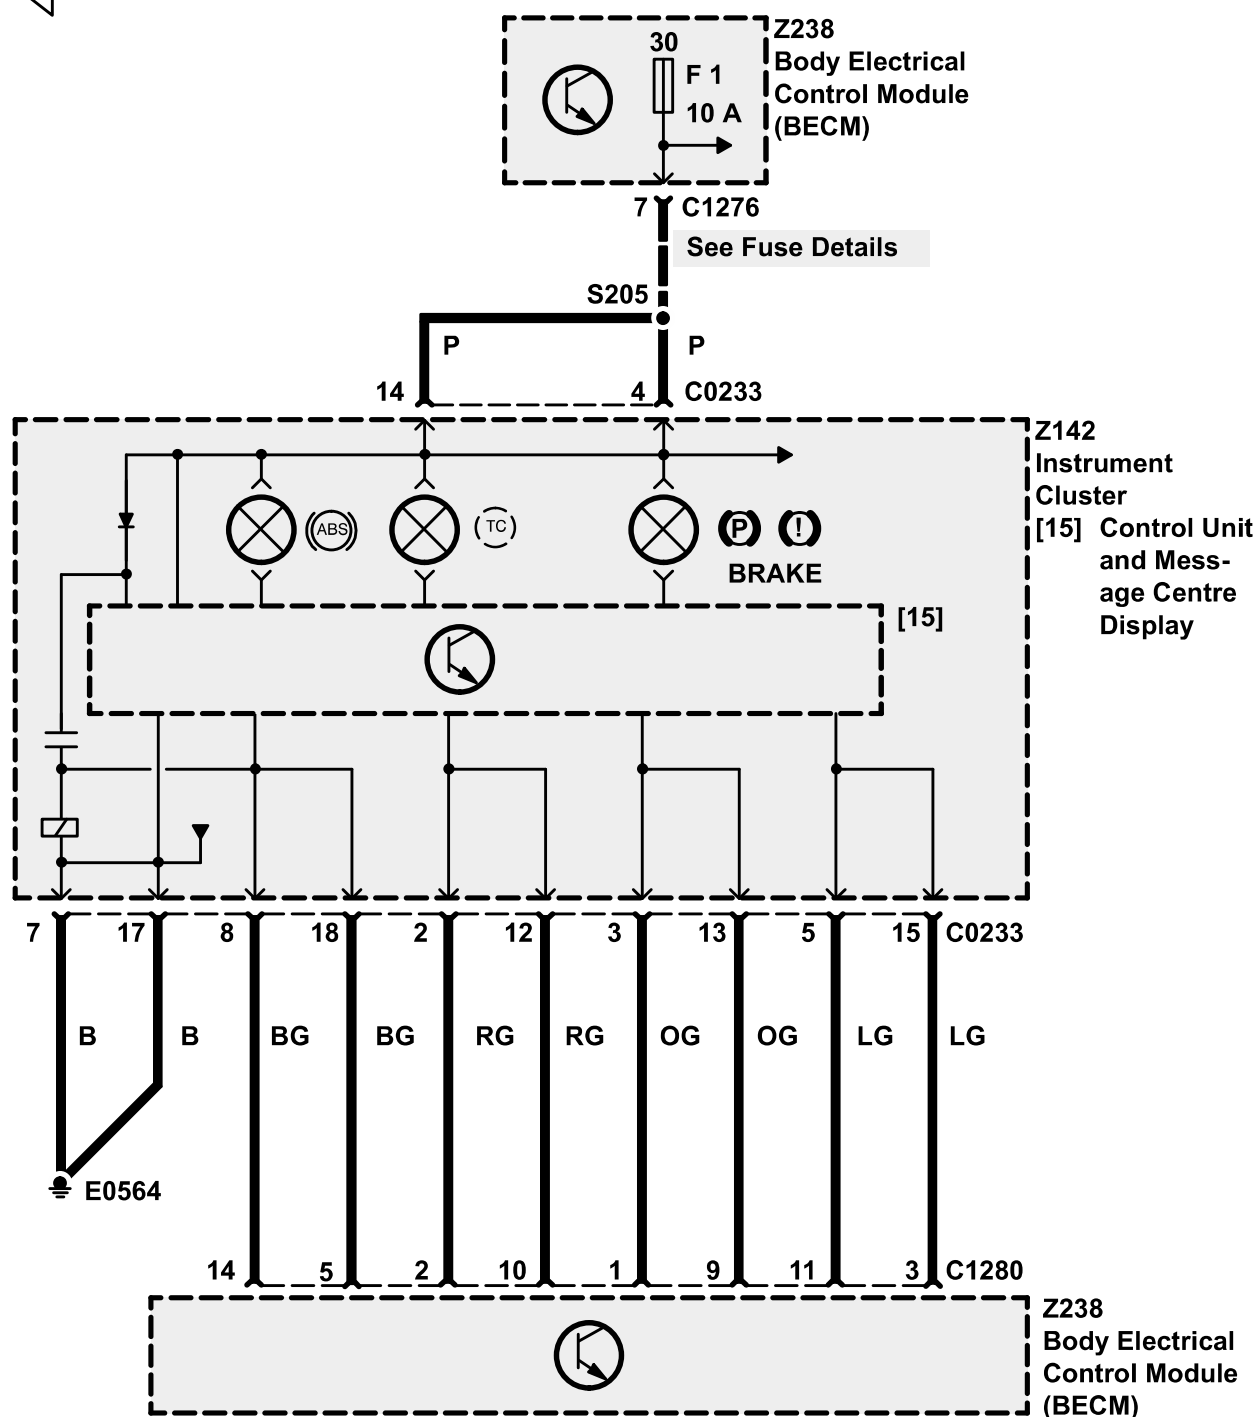 Z238
Body Electrical
Control Module
(BECM)
30
F 1
10 A
7 C1276
See Fuse Details
S205
P P
14 4 C0233
Z142
Instrument
Cluster
[15] Control Unit
and Mess-
age Centre
Display
ABS TC P !
BRAKE
[15]
7 17 8 18 2 12 3 13 5 15 C0233
B B BG BG RG RG OG OG LG LG
E0564
14 5 2 10 1 9 11 3 C1280
Z238
Body Electrical
Control Module
(BECM)